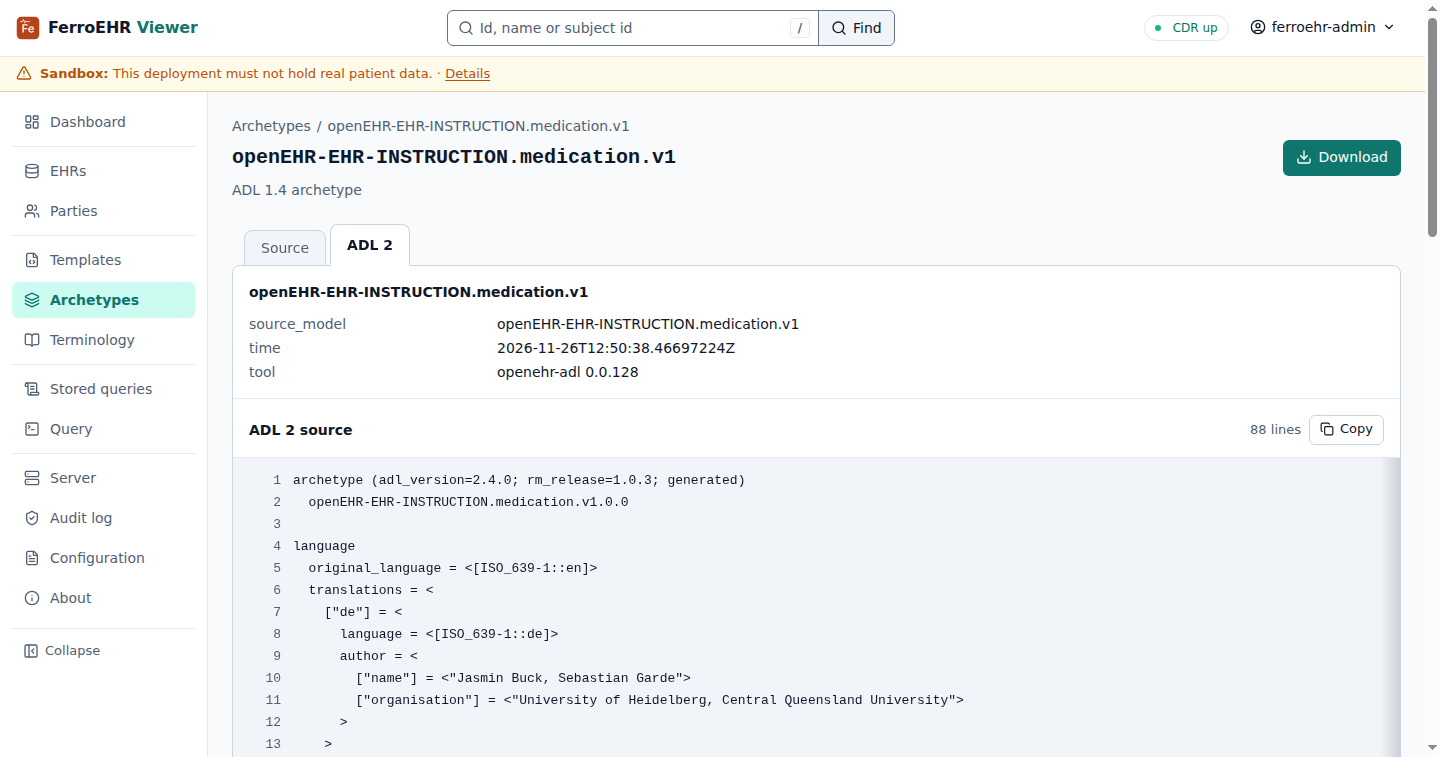 Fe FerroEHR Viewer
Id, name or subject id / Find
CDR up ferroehr-admin
Sandbox: This deployment must not hold real patient data. · Details
Dashboard
EHRs
Parties
Templates
Archetypes
Terminology
Stored queries
Query
Server
Audit log
Configuration
About
Collapse
Archetypes / openEHR-EHR-INSTRUCTION.medication.v1
openEHR-EHR-INSTRUCTION.medication.v1
Download
ADL 1.4 archetype
Source ADL 2
openEHR-EHR-INSTRUCTION.medication.v1
source_model openEHR-EHR-INSTRUCTION.medication.v1
time 2026-11-26T12:50:38.46697224Z
tool openehr-adl 0.0.128
ADL 2 source 88 lines Copy
1 archetype (adl_version=2.4.0; rm_release=1.0.3; generated)
2 openEHR-EHR-INSTRUCTION.medication.v1.0.0
3
4 language
5 original_language = <[ISO_639-1::en]>
6 translations = <
7 ["de"] = <
8 language = <[ISO_639-1::de]>
9 author = <
10 ["name"] = <"Jasmin Buck, Sebastian Garde">
11 ["organisation"] = <"University of Heidelberg, Central Queensland University">
12 >
13 >